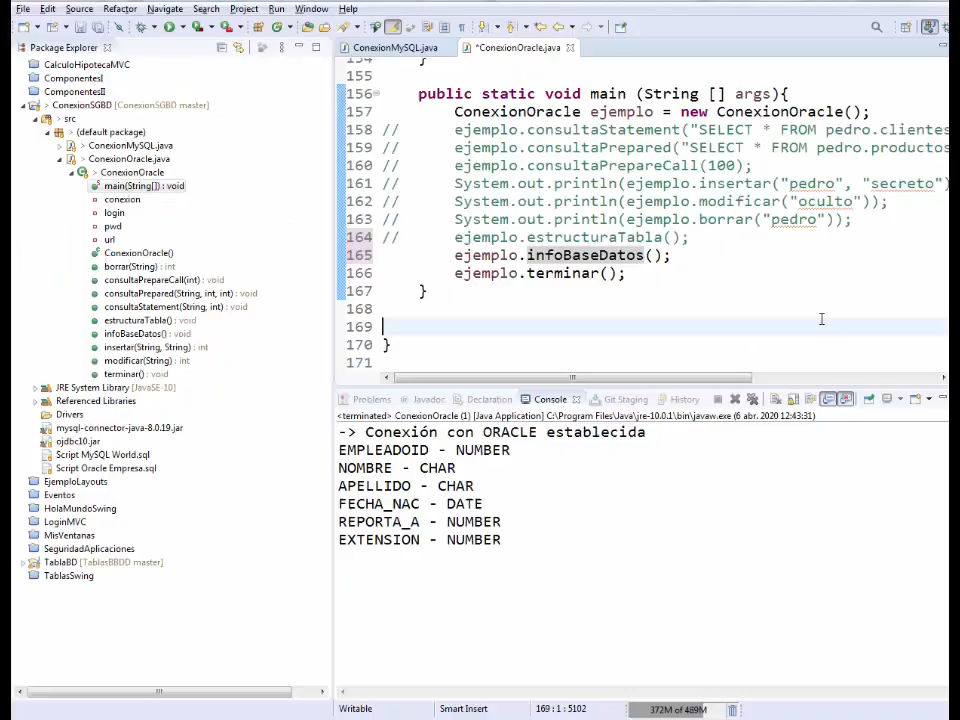 File Edit Source Refactor Navigate Search Project Run Window Help
Package Explorer
CalculoHipotecaMVC
ComponentesI
ComponentesII
> ConexionSGBD [ConexionSGBD master]
> src
> (default package)
> ConexionMySQL.java
> ConexionOracle.java
> ConexionOracle
main(String[]) : void
conexion
login
pwd
url
ConexionOracle()
borrar(String) : int
consultaPrepareCall(int) : void
consultaPrepared(String, int, int) : void
consultaStatement(String, int) : void
estructuraTabla() : void
infoBaseDatos() : void
insertar(String, String) : int
modificar(String) : int
terminar() : void
JRE System Library [JavaSE-10]
Referenced Libraries
Drivers
mysql-connector-java-8.0.19.jar
ojdbc10.jar
Script MySQL World.sql
Script Oracle Empresa.sql
EjemploLayouts
Eventos
HolaMundoSwing
LoginMVC
MisVentanas
SeguridadAplicaciones
> TablaBD [TablasBBDD master]
TablasSwing
ConexionMySQL.java *ConexionOracle.java
154 }
155
156 public static void main (String [] args){
157 ConexionOracle ejemplo = new ConexionOracle();
158 // ejemplo.consultaStatement("SELECT * FROM pedro.clientes
159 // ejemplo.consultaPrepared("SELECT * FROM pedro.productos
160 // ejemplo.consultaPrepareCall(100);
161 // System.out.println(ejemplo.insertar("pedro", "secreto")
162 // System.out.println(ejemplo.modificar("oculto"));
163 // System.out.println(ejemplo.borrar("pedro"));
164 // ejemplo.estructuraTabla();
165 ejemplo.infoBaseDatos();
166 ejemplo.terminar();
167 }
168
169
170 }
171
Problems Javadoc Declaration Console Git Staging History
<terminated> ConexionOracle (1) [Java Application] C:\Program Files\Java\jre-10.0.1\bin\javaw.exe (6 abr. 2020 12:43:31)
-> Conexión con ORACLE establecida
EMPLEADOID - NUMBER
NOMBRE - CHAR
APELLIDO - CHAR
FECHA_NAC - DATE
REPORTA_A - NUMBER
EXTENSION - NUMBER
Writable Smart Insert 169 : 1 : 5102 372M of 489M